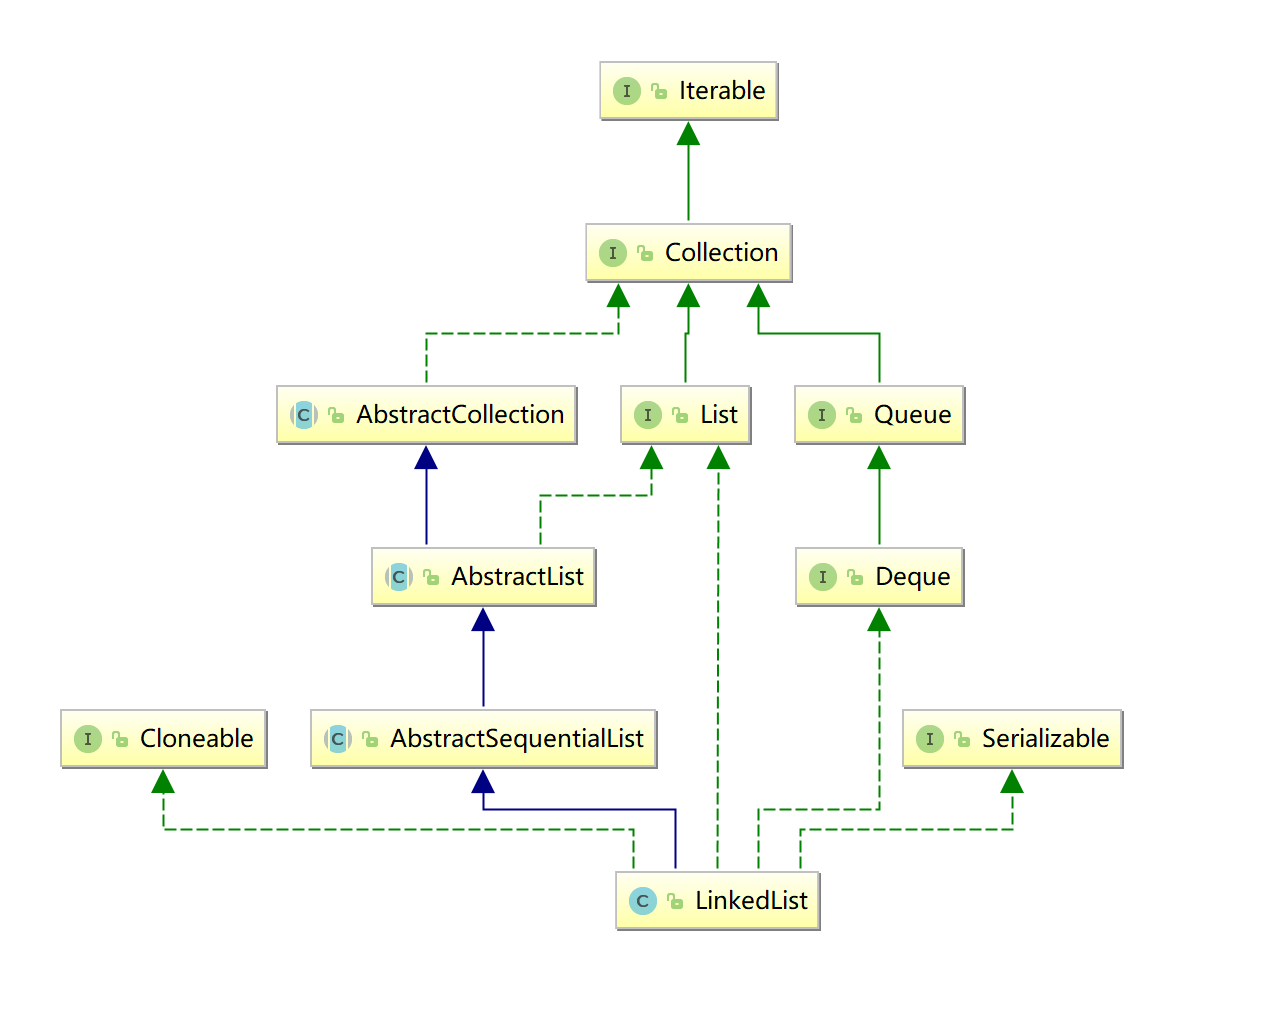 I Iterable
I Collection
C AbstractCollection
I List
I Queue
C AbstractList
I Deque
I Cloneable
C AbstractSequentialList
I Serializable
C LinkedList